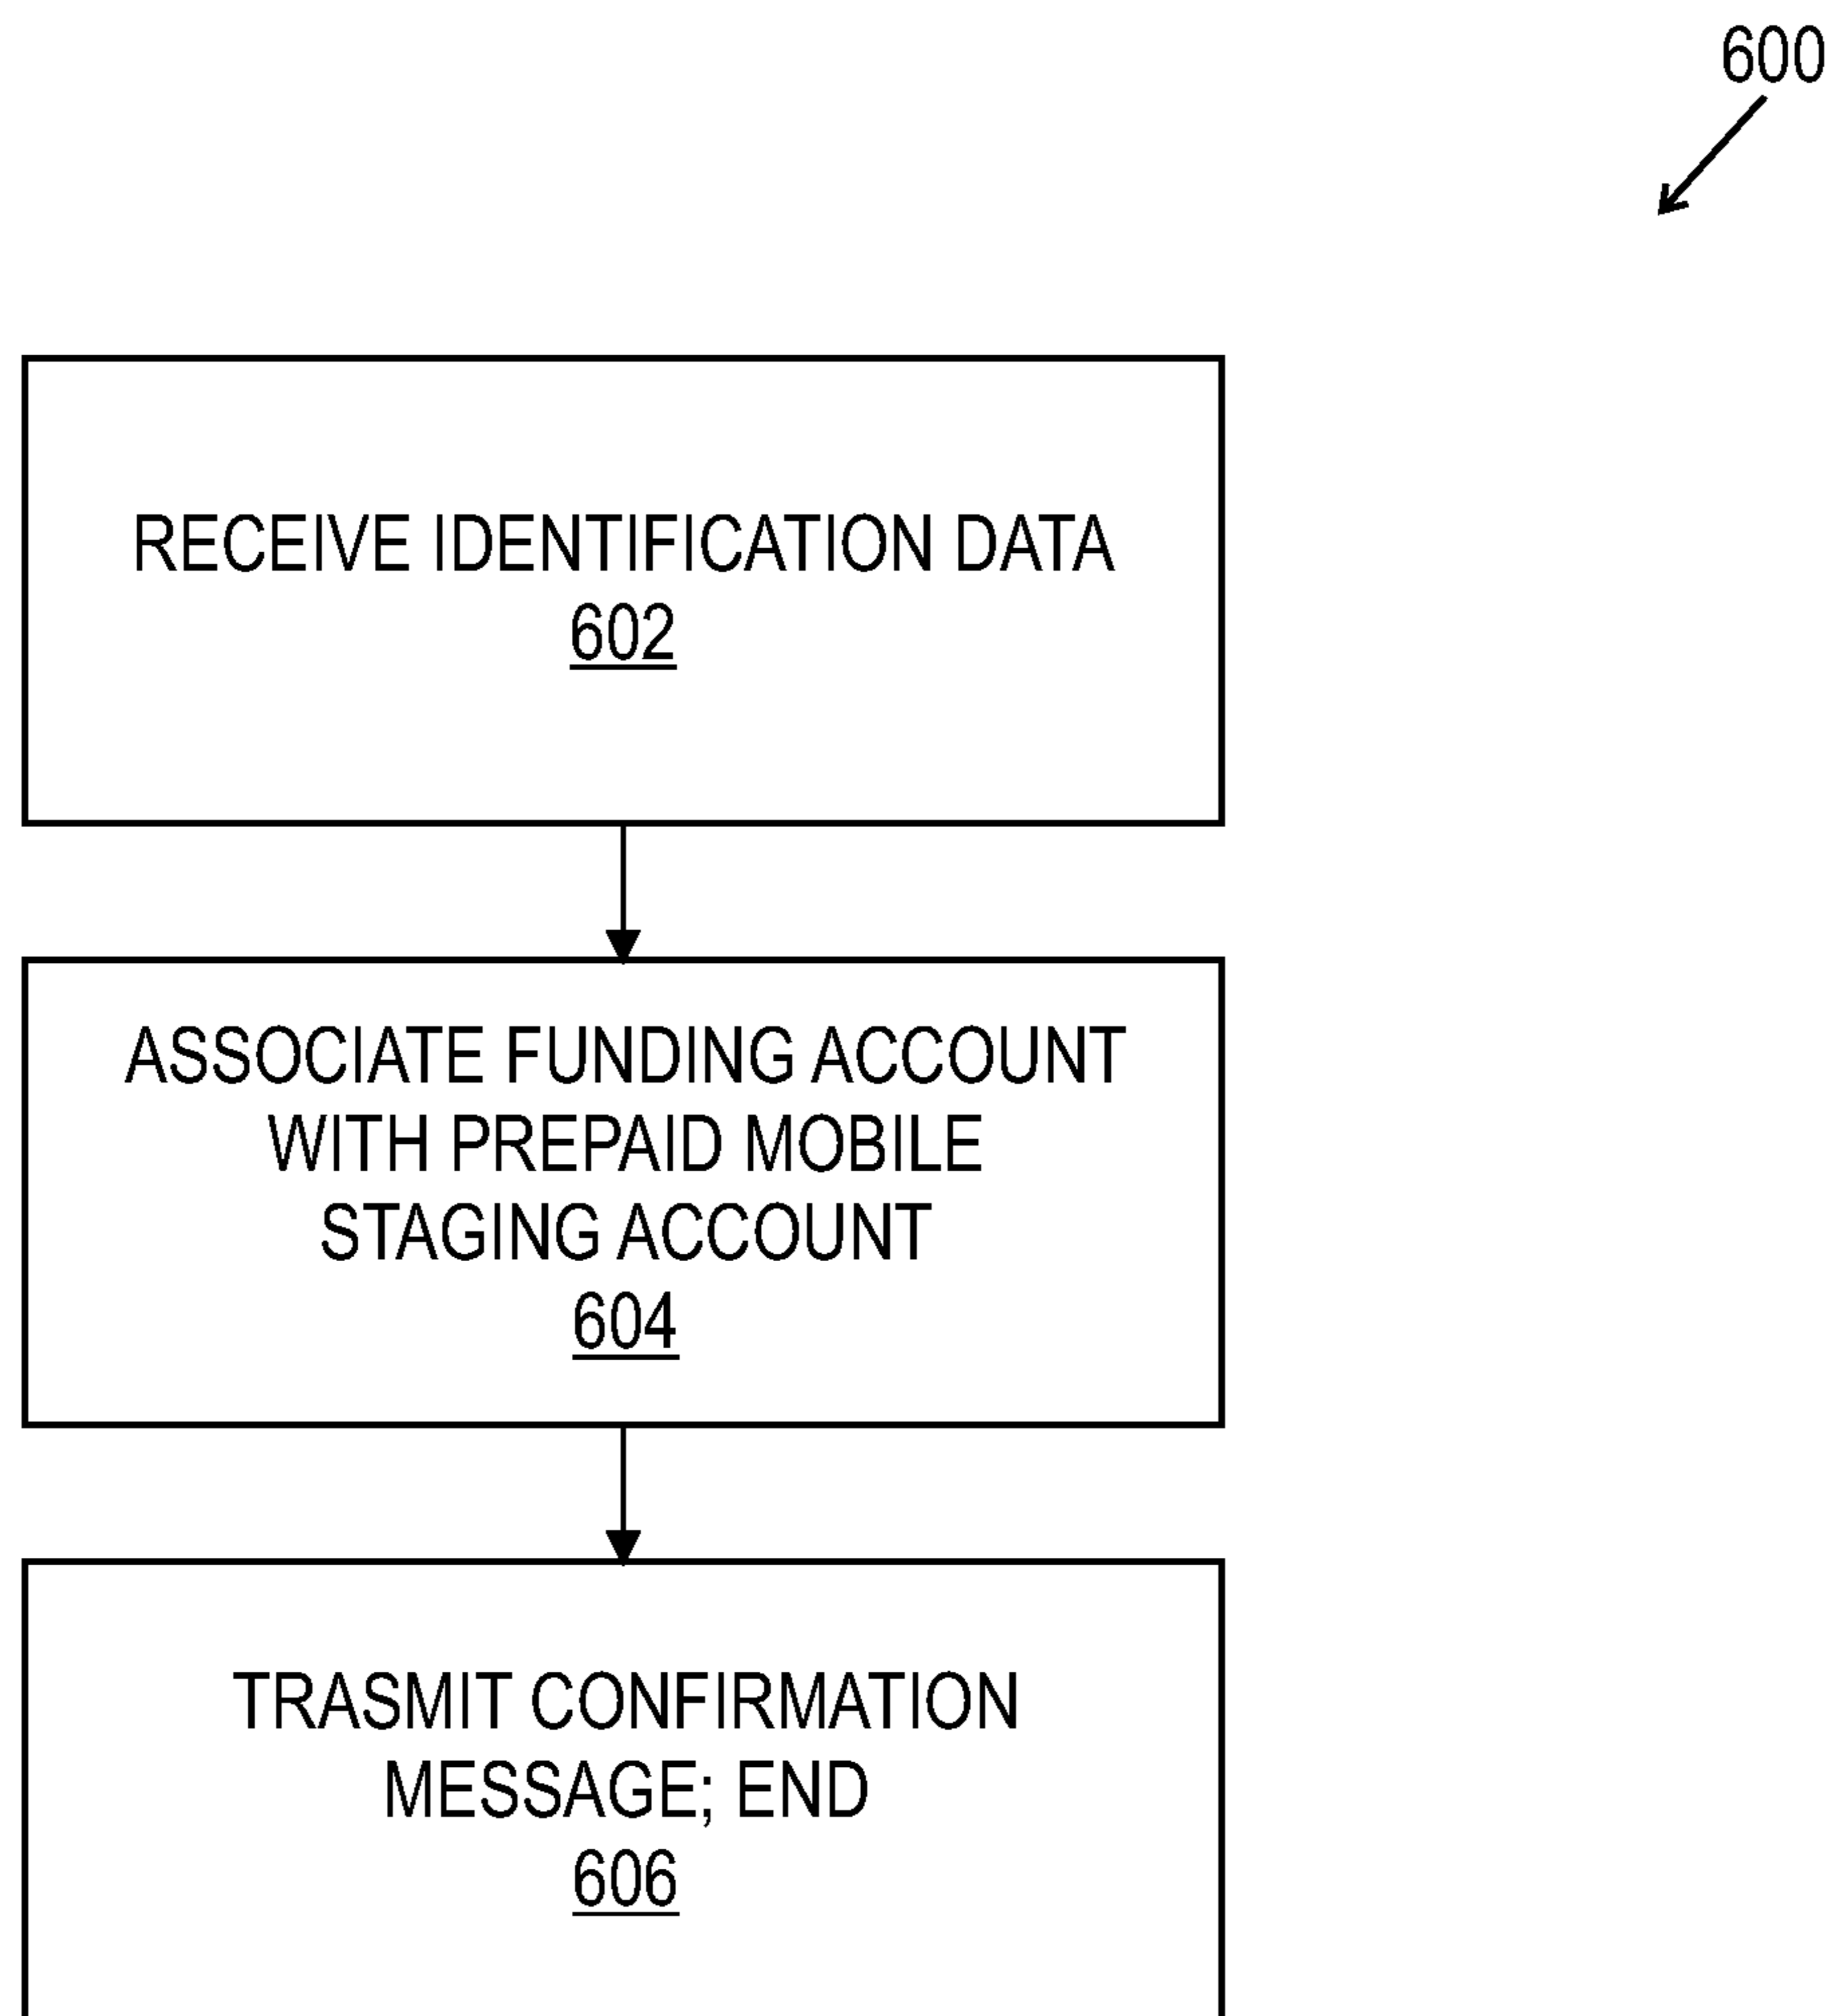 600
RECEIVE IDENTIFICATION DATA
602
ASSOCIATE FUNDING ACCOUNT
WITH PREPAID MOBILE
STAGING ACCOUNT
604
TRASMIT CONFIRMATION
MESSAGE; END
606